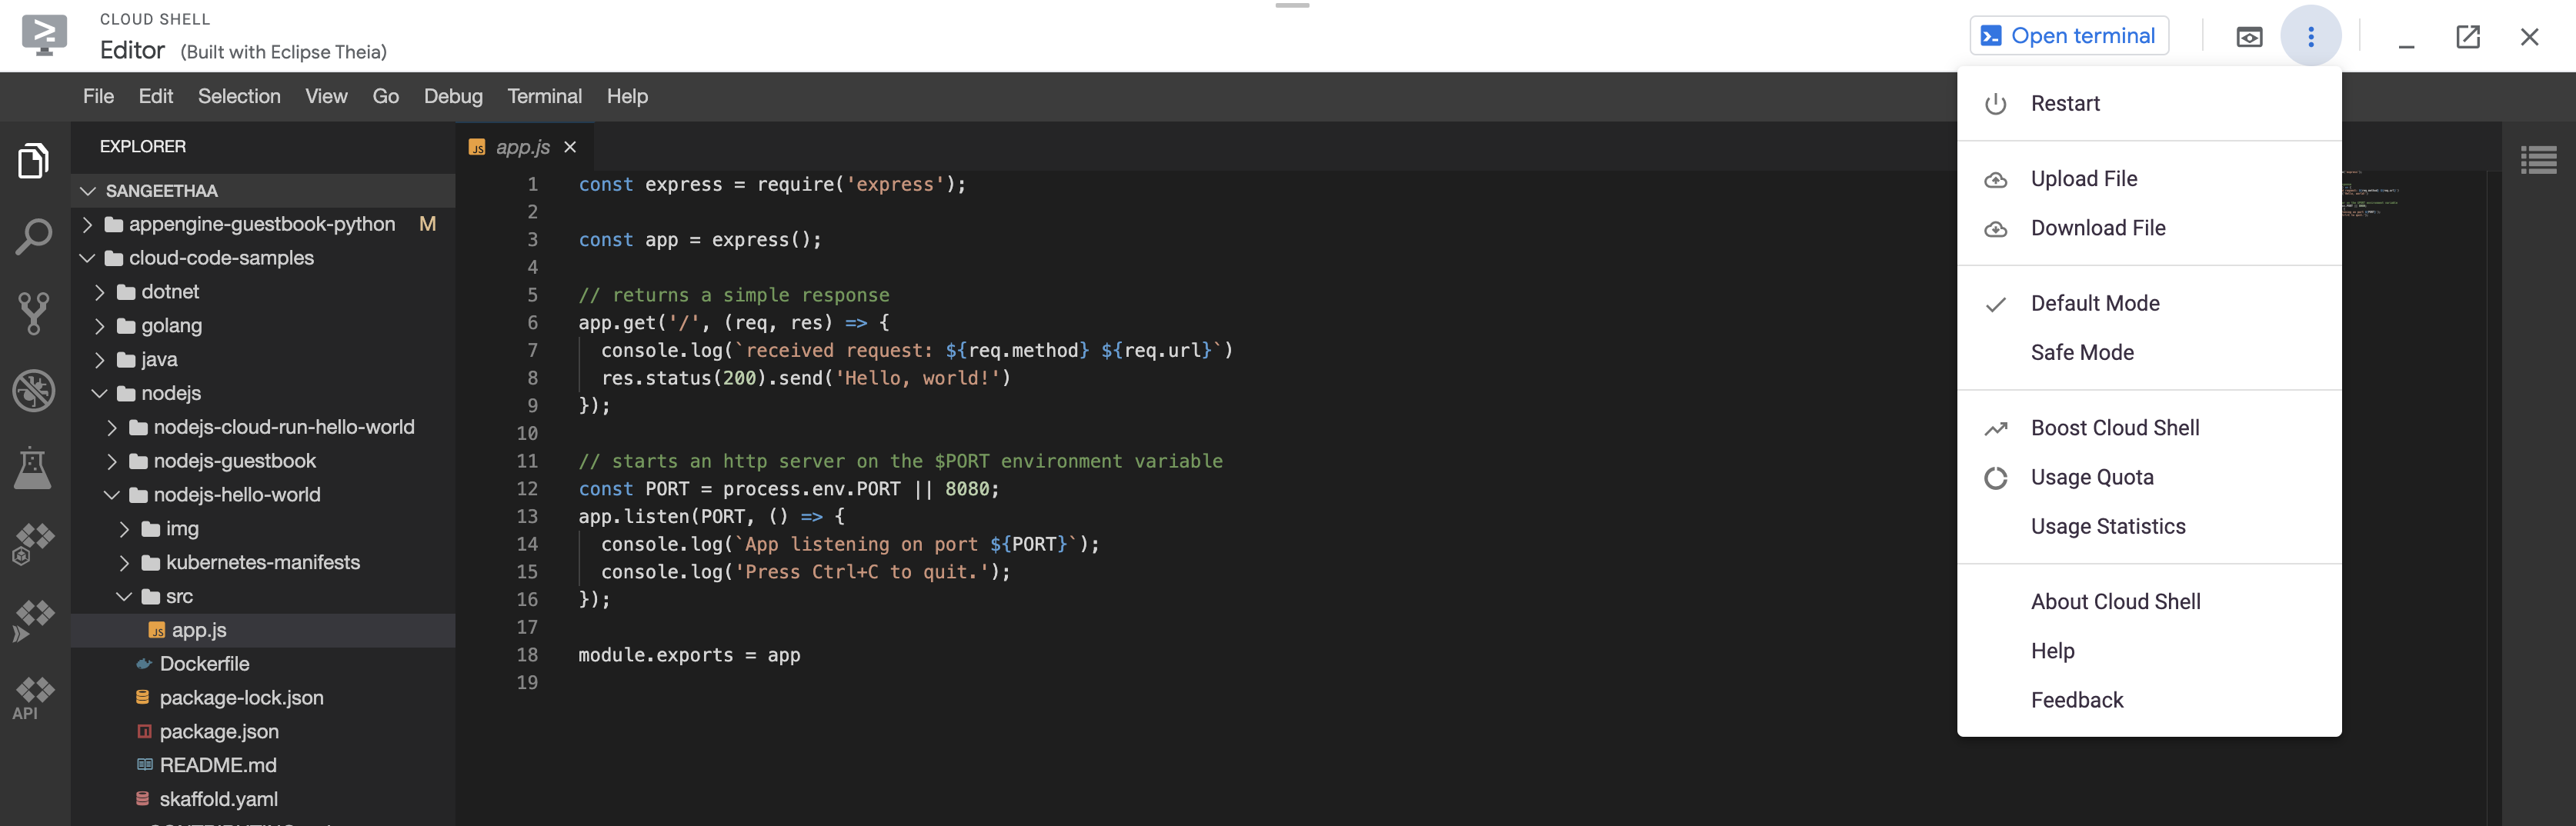 CLOUD SHELL
Editor (Built with Eclipse Theia)
Open terminal
File Edit Selection View Go Debug Terminal Help
EXPLORER
SANGEETHAA
appengine-guestbook-python M
cloud-code-samples
dotnet
golang
java
nodejs
nodejs-cloud-run-hello-world
nodejs-guestbook
nodejs-hello-world
img
kubernetes-manifests
src
JS app.js
Dockerfile
package-lock.json
package.json
README.md
skaffold.yaml
API
JS app.js
1 const express = require('express');
2
3 const app = express();
4
5 // returns a simple response
6 app.get('/', (req, res) => {
7 console.log(`received request: ${req.method} ${req.url}`)
8 res.status(200).send('Hello, world!')
9 });
10
11 // starts an http server on the $PORT environment variable
12 const PORT = process.env.PORT || 8080;
13 app.listen(PORT, () => {
14 console.log(`App listening on port ${PORT}`);
15 console.log('Press Ctrl+C to quit.');
16 });
17
18 module.exports = app
19
Restart
Upload File
Download File
Default Mode
Safe Mode
Boost Cloud Shell
Usage Quota
Usage Statistics
About Cloud Shell
Help
Feedback